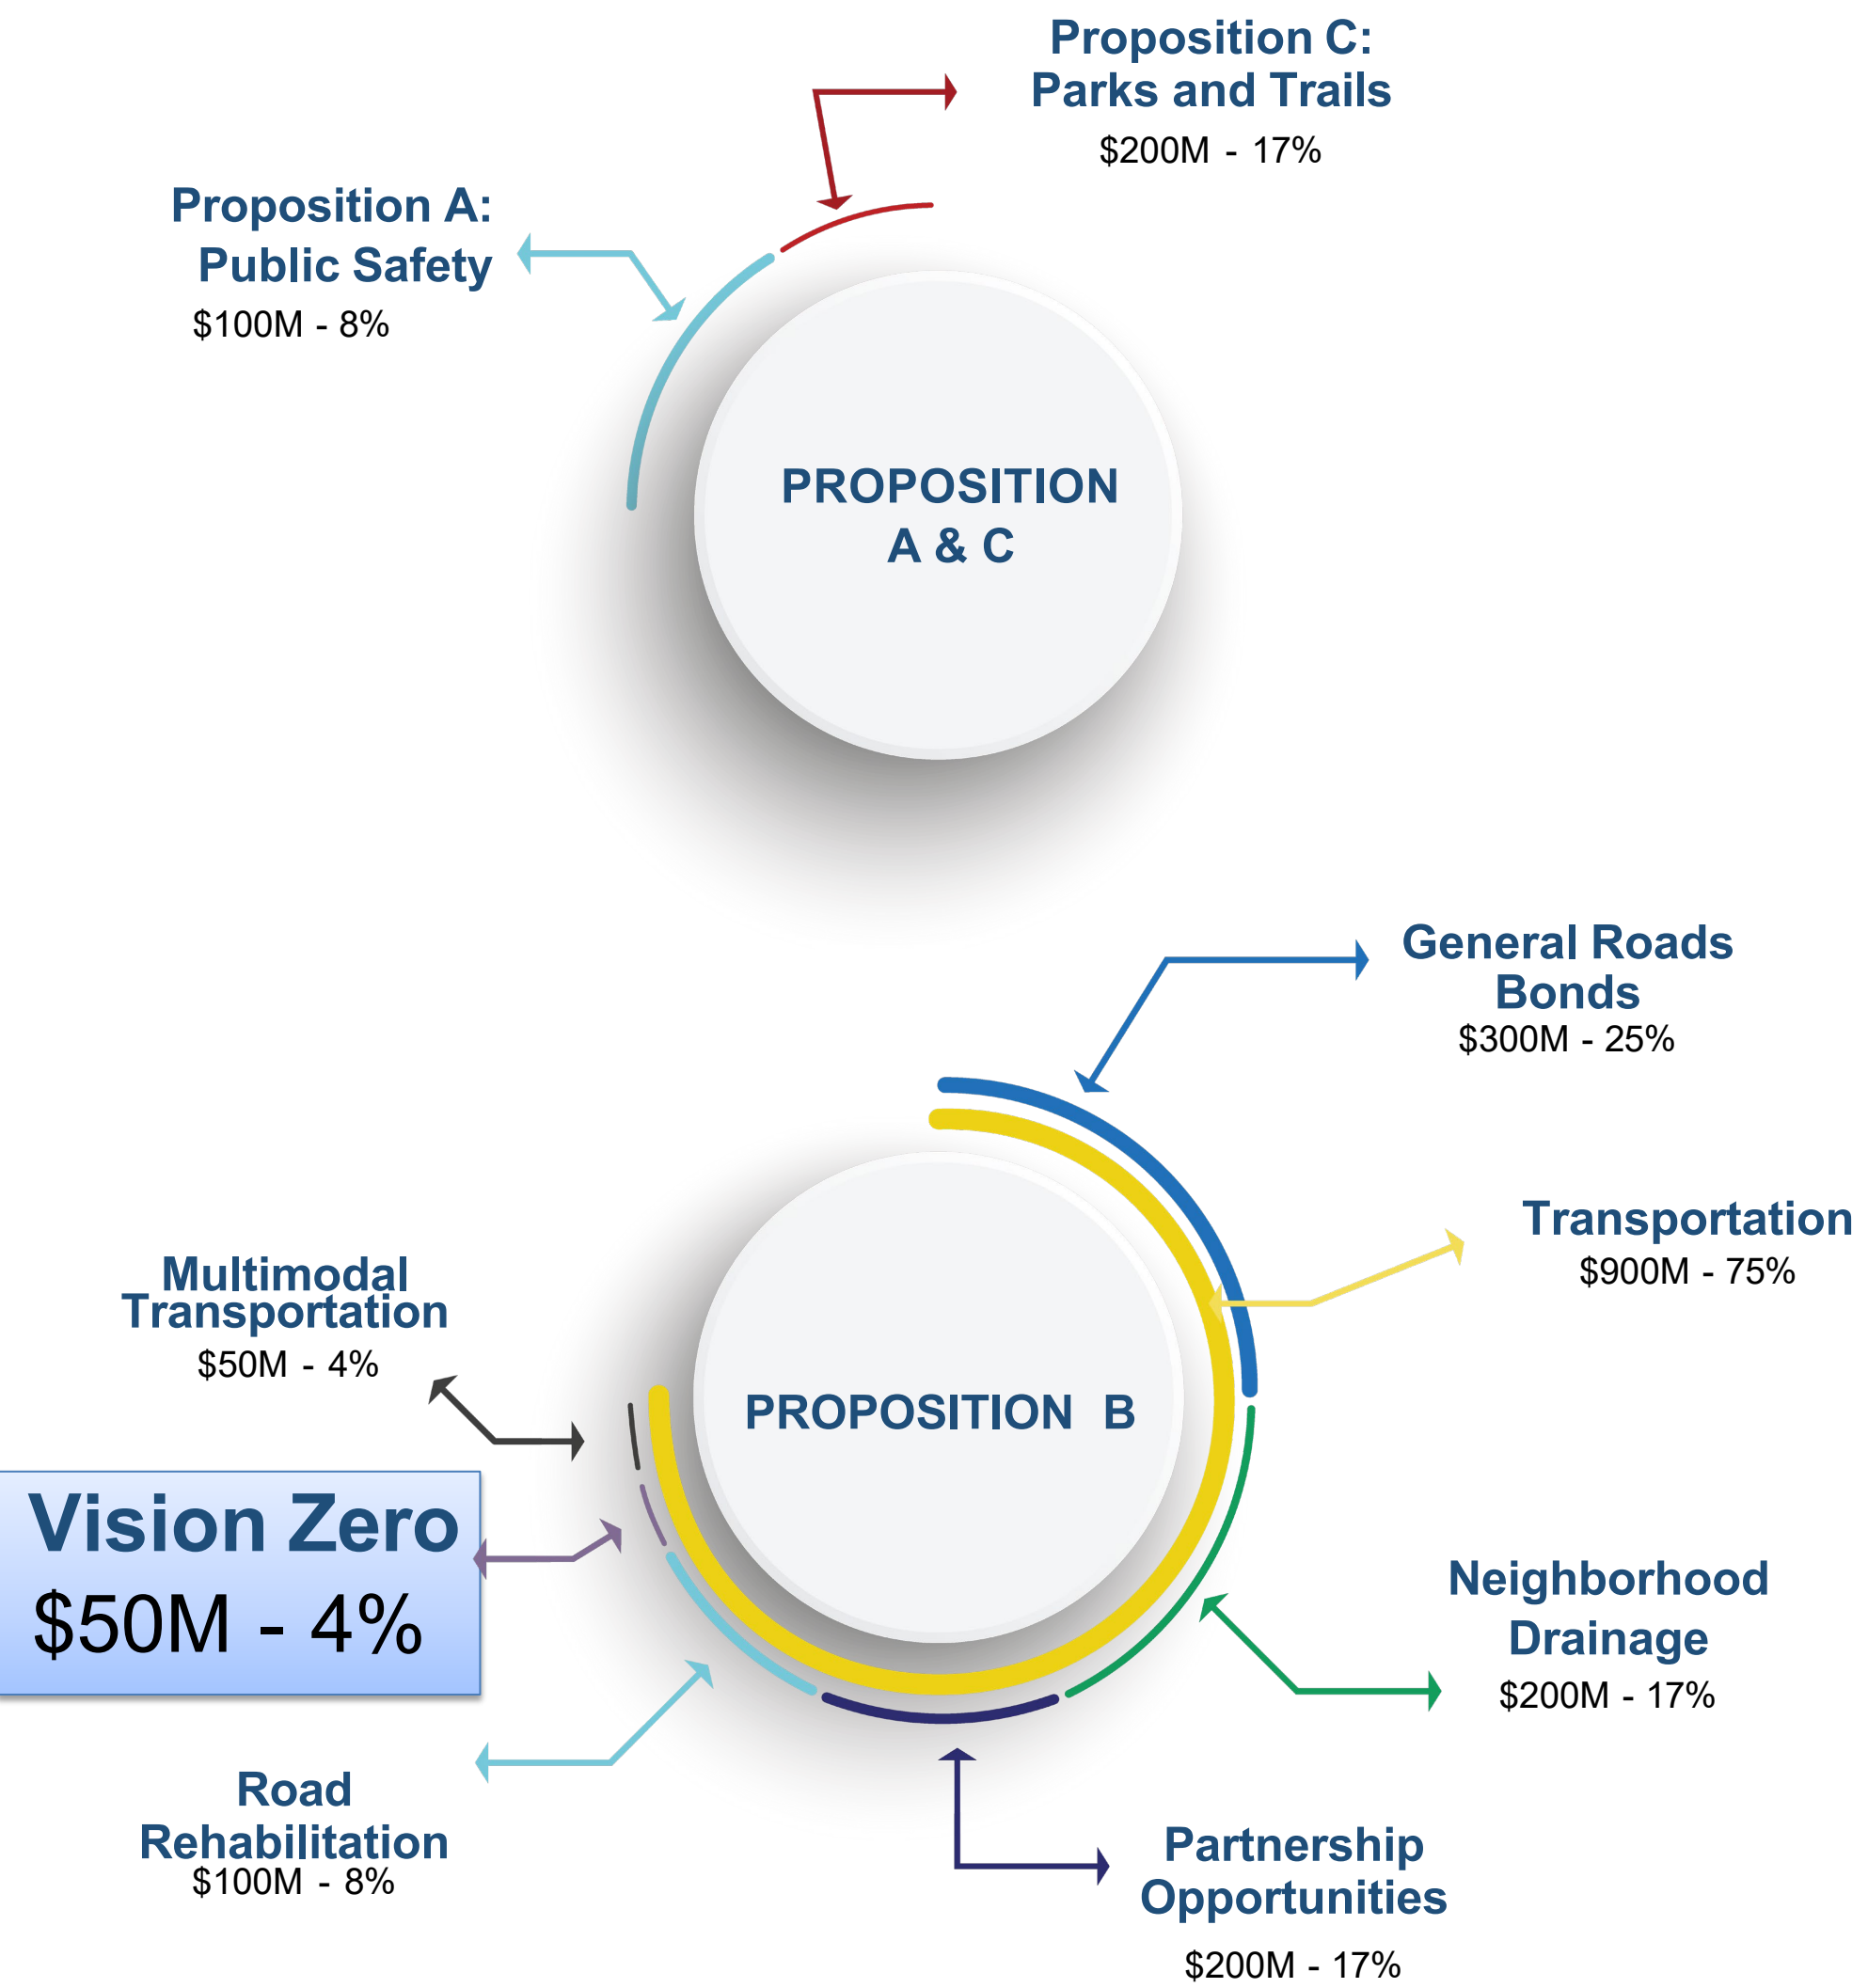 Proposition C:
Parks and Trails
$200M - 17%
Proposition A:
Public Safety
$100M - 8%
PROPOSITION
A & C
General Roads
Bonds
$300M - 25%
Transportation
$900M - 75%
Multimodal
Transportation
$50M - 4%
PROPOSITION B
Vision Zero
$50M - 4%
Neighborhood
Drainage
$200M - 17%
Road
Rehabilitation
$100M - 8%
Partnership
Opportunities
$200M - 17%